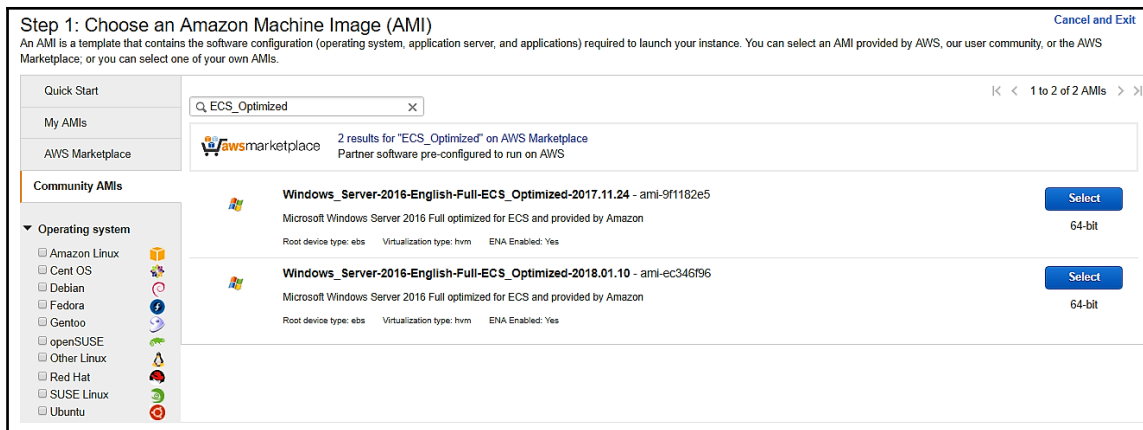 Step 1: Choose an Amazon Machine Image (AMI)
Cancel and Exit
An AMI is a template that contains the software configuration (operating system, application server, and applications) required to launch your instance. You can select an AMI provided by AWS, our user community, or the AWS
Marketplace; or you can select one of your own AMIs.
Quick Start
My AMIs
AWS Marketplace
Community AMIs
Operating system
Amazon Linux
Cent OS
Debian
Fedora
Gentoo
openSUSE
Other Linux
Red Hat
SUSE Linux
Ubuntu
1 to 2 of 2 AMIs
ECS_Optimized
awsmarketplace
2 results for "ECS_Optimized" on AWS Marketplace
Partner software pre-configured to run on AWS
Windows_Server-2016-English-Full-ECS_Optimized-2017.11.24 - ami-9f1182e5
Microsoft Windows Server 2016 Full optimized for ECS and provided by Amazon
Root device type: ebs Virtualization type: hvm ENA Enabled: Yes
Select
64-bit
Windows_Server-2016-English-Full-ECS_Optimized-2018.01.10 - ami-ec346f96
Microsoft Windows Server 2016 Full optimized for ECS and provided by Amazon
Root device type: ebs Virtualization type: hvm ENA Enabled: Yes
Select
64-bit